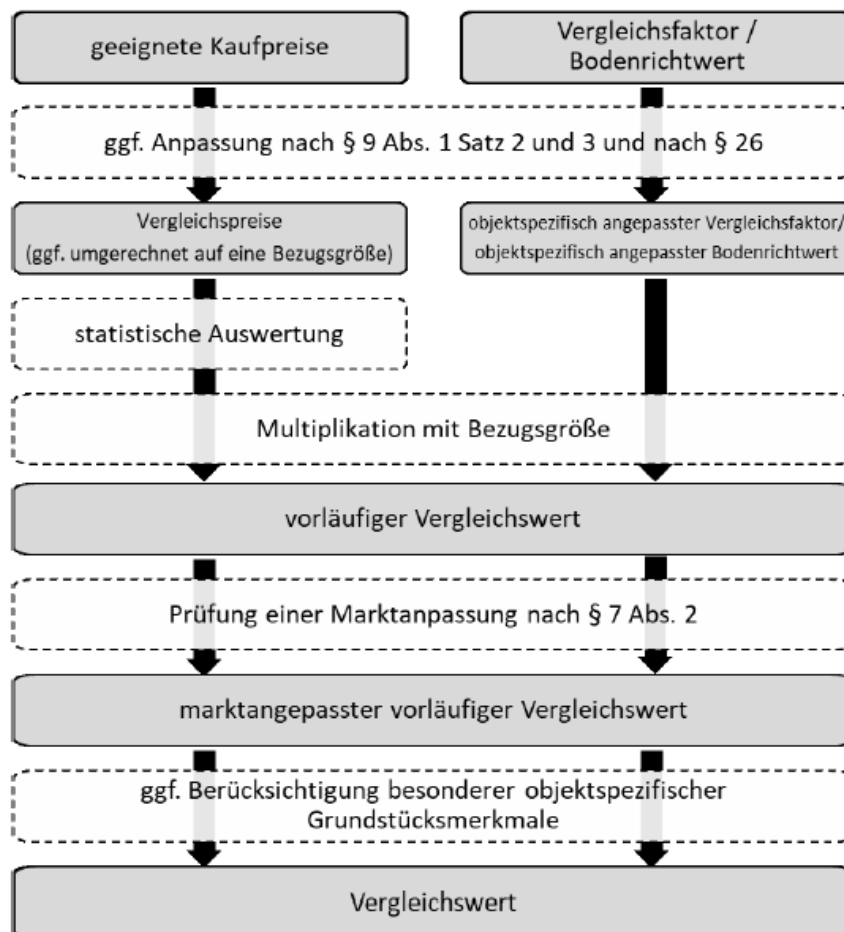 geeignete Kaufpreise
Vergleichsfaktor /
Bodenrichtwert
ggf. Anpassung nach § 9 Abs. 1 Satz 2 und 3 und nach § 26
Vergleichspreise
(ggf. umgerechnet auf eine Bezugsgröße)
objektspezifisch angepasster Vergleichsfaktor/
objektspezifisch angepasster Bodenrichtwert
statistische Auswertung
Multiplikation mit Bezugsgröße
vorläufiger Vergleichswert
Prüfung einer Marktanpassung nach § 7 Abs. 2
marktangepasster vorläufiger Vergleichswert
ggf. Berücksichtigung besonderer objektspezifischer
Grundstücksmerkmale
Vergleichswert